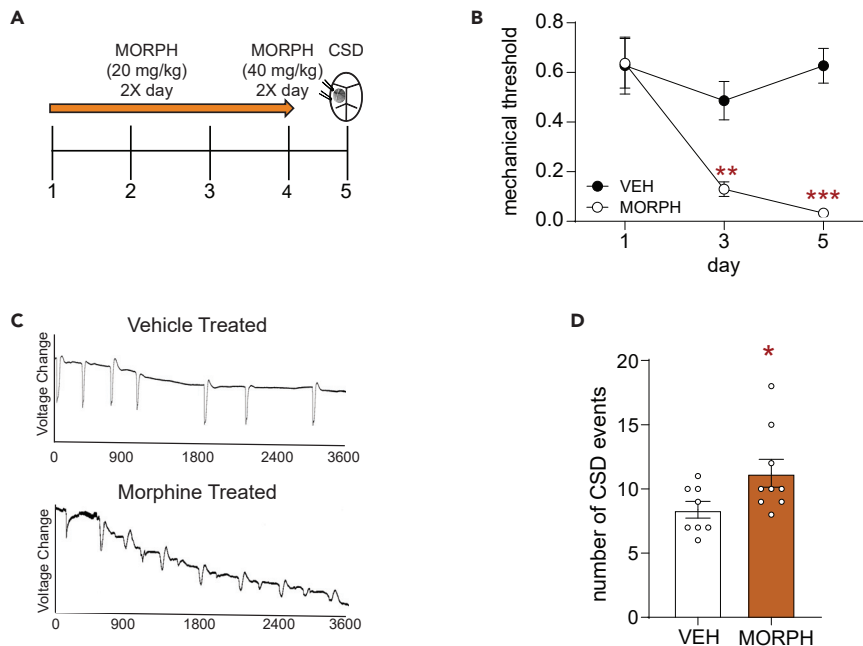 A
MORPH
(20 mg/kg)
2X day
MORPH
(40 mg/kg)
2X day
CSD
1 2 3 4 5
B
mechanical threshold
0.8
0.6
0.4
0.2
0.0
VEH
MORPH
**
***
1 3 5
day
C
Vehicle Treated
Voltage Change
0 900 1800 2400 3600
Morphine Treated
Voltage Change
0 900 1800 2400 3600
D
*
number of CSD events
20
15
10
5
0
VEH MORPH